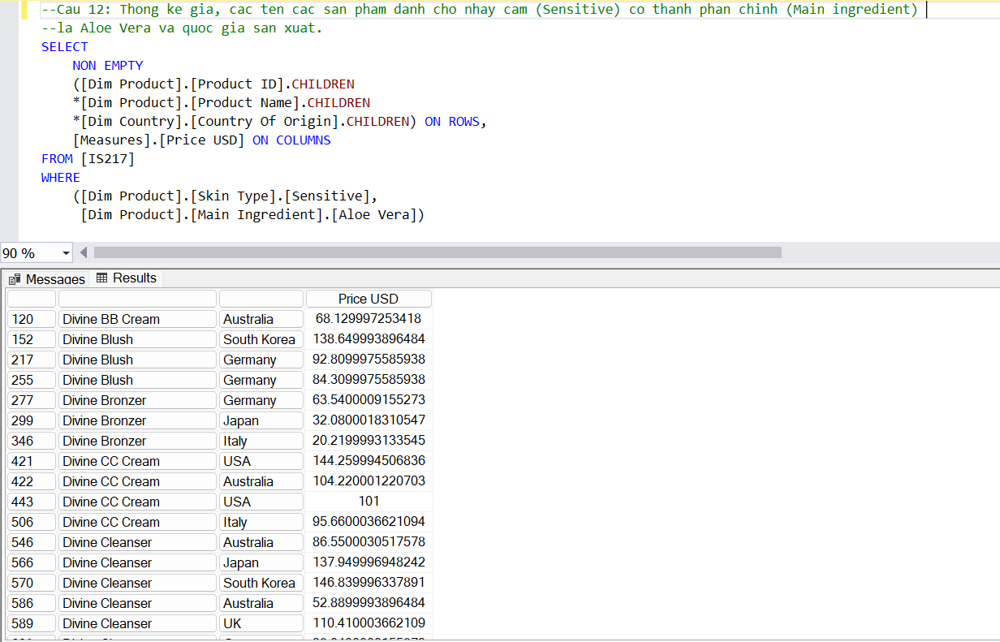 --Cau 12: Thong ke gia, cac ten cac san pham danh cho nhay cam (Sensitive) co thanh phan chinh (Main ingredient)
--la Aloe Vera va quoc gia san xuat.
SELECT
NON EMPTY
([Dim Product].[Product ID].CHILDREN
*[Dim Product].[Product Name].CHILDREN
*[Dim Country].[Country Of Origin].CHILDREN) ON ROWS,
[Measures].[Price USD] ON COLUMNS
FROM [IS217]
WHERE
([Dim Product].[Skin Type].[Sensitive],
[Dim Product].[Main Ingredient].[Aloe Vera])
90 %
Messages Results
Price USD
120 Divine BB Cream Australia 68.129997253418
152 Divine Blush South Korea 138.649993896484
217 Divine Blush Germany 92.8099975585938
255 Divine Blush Germany 84.3099975585938
277 Divine Bronzer Germany 63.5400009155273
299 Divine Bronzer Japan 32.0800018310547
346 Divine Bronzer Italy 20.2199993133545
421 Divine CC Cream USA 144.259994506836
422 Divine CC Cream Australia 104.220001220703
443 Divine CC Cream USA 101
506 Divine CC Cream Italy 95.6600036621094
546 Divine Cleanser Australia 86.5500030517578
566 Divine Cleanser Japan 137.949996948242
570 Divine Cleanser South Korea 146.839996337891
586 Divine Cleanser Australia 52.8899993896484
589 Divine Cleanser UK 110.410003662109